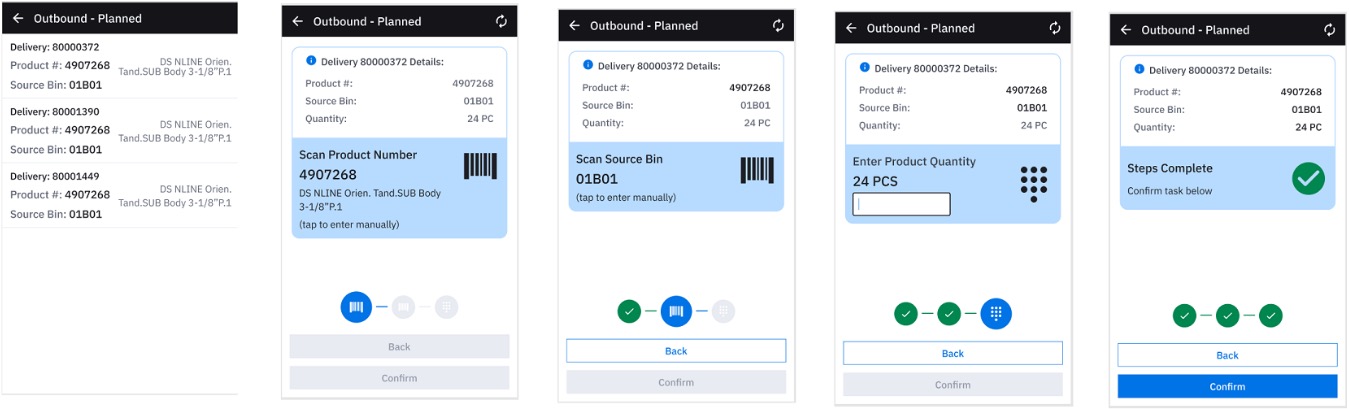 Outbound - Planned
Delivery: 80000372
Product #: 4907268 DS NLINE Orien.
Tand.SUB Body 3-1/8"P.1
Source Bin: 01B01
Delivery: 80001390
Product #: 4907268 DS NLINE Orien.
Tand.SUB Body 3-1/8"P.1
Source Bin: 01B01
Delivery: 80001449
Product #: 4907268 DS NLINE Orien.
Tand.SUB Body 3-1/8"P.1
Source Bin: 01B01
Outbound - Planned
Delivery 80000372 Details:
Product #: 4907268
Source Bin: 01B01
Quantity: 24 PC
Scan Product Number
4907268
DS NLINE Orien. Tand.SUB Body
3-1/8"P.1
(tap to enter manually)
Back
Confirm
Outbound - Planned
Delivery 80000372 Details:
Product #: 4907268
Source Bin: 01B01
Quantity: 24 PC
Scan Source Bin
01B01
(tap to enter manually)
Back
Confirm
Outbound - Planned
Delivery 80000372 Details:
Product #: 4907268
Source Bin: 01B01
Quantity: 24 PC
Enter Product Quantity
24 PCS
Back
Confirm
Outbound - Planned
Delivery 80000372 Details:
Product #: 4907268
Source Bin: 01B01
Quantity: 24 PC
Steps Complete
Confirm task below
Back
Confirm